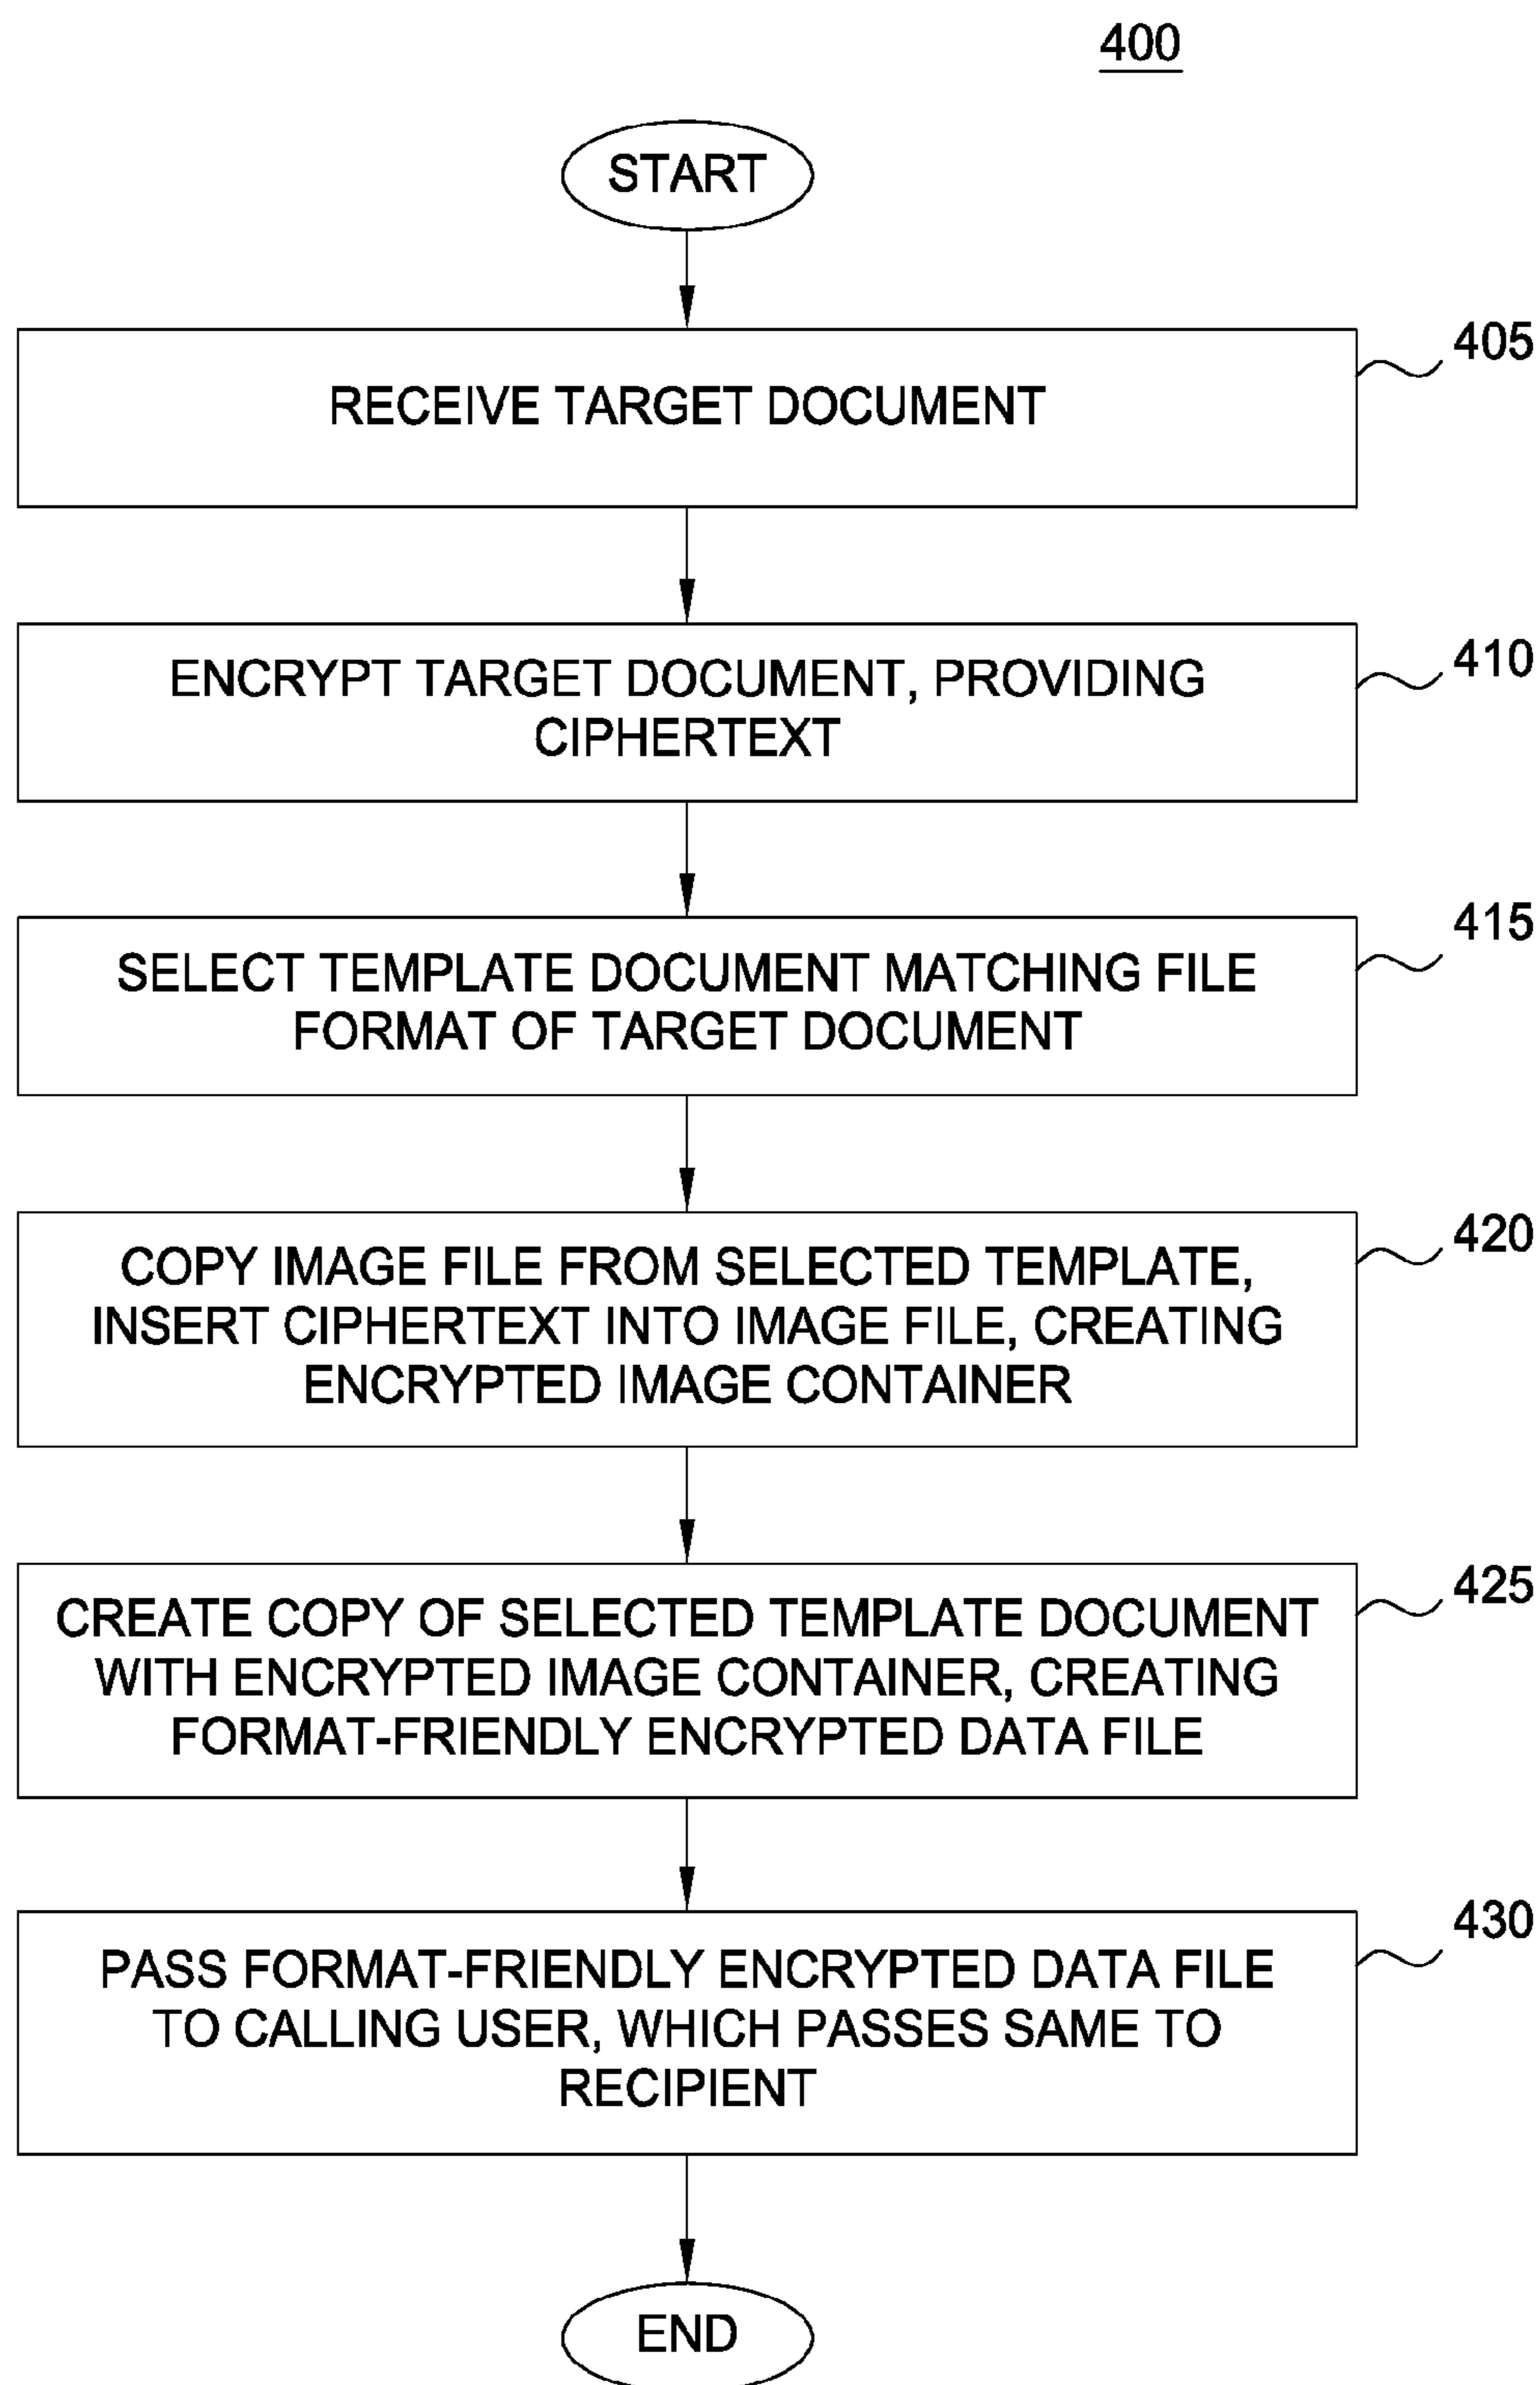 400
START
RECEIVE TARGET DOCUMENT
405
ENCRYPT TARGET DOCUMENT, PROVIDING
CIPHERTEXT
410
SELECT TEMPLATE DOCUMENT MATCHING FILE
FORMAT OF TARGET DOCUMENT
415
COPY IMAGE FILE FROM SELECTED TEMPLATE,
INSERT CIPHERTEXT INTO IMAGE FILE, CREATING
ENCRYPTED IMAGE CONTAINER
420
CREATE COPY OF SELECTED TEMPLATE DOCUMENT
WITH ENCRYPTED IMAGE CONTAINER, CREATING
FORMAT-FRIENDLY ENCRYPTED DATA FILE
425
PASS FORMAT-FRIENDLY ENCRYPTED DATA FILE
TO CALLING USER, WHICH PASSES SAME TO
RECIPIENT
430
END